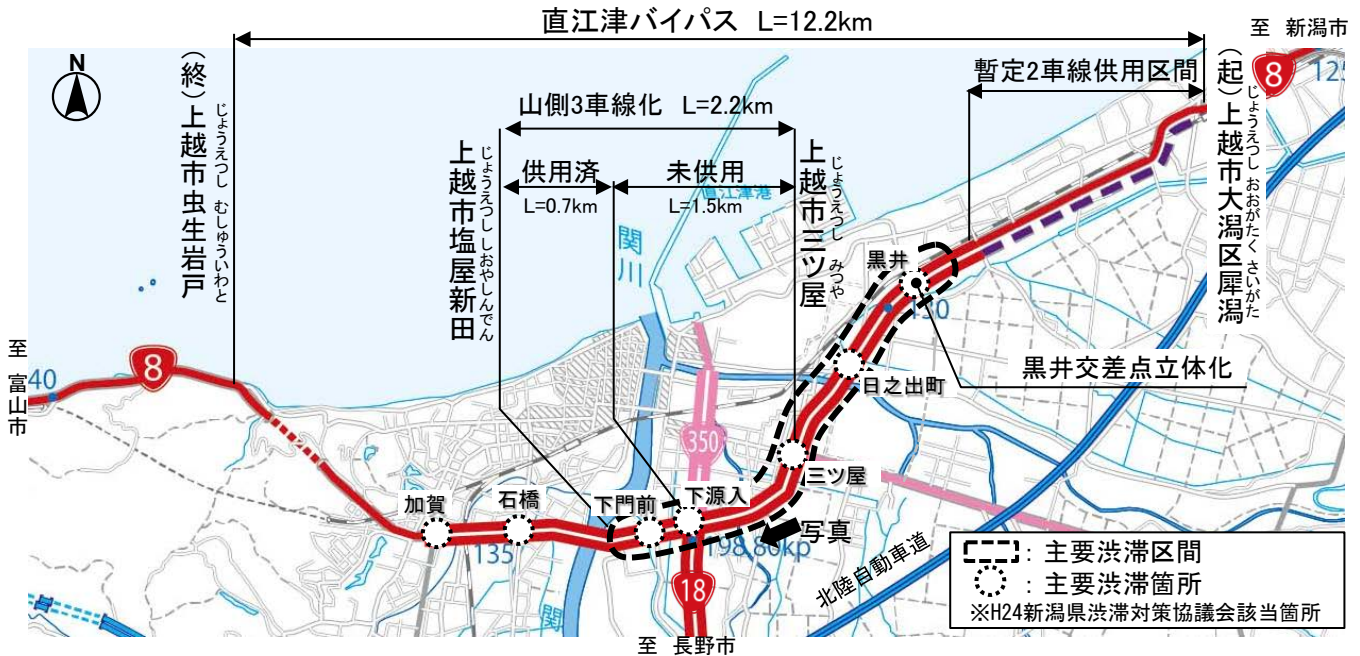 直江津バイパス L=12.2km
至 新潟市
N
(終)上越市虫生岩戸
じょうえつし むしゅういわと
山側3車線化 L=2.2km
暫定2車線供用区間
(起)上越市大潟区犀潟
じょうえつし おおがたく さいがた
8
125
上越市塩屋新田
じょうえつし しおやしんでん
供用済
L=0.7km
未供用
L=1.5km
直江津港
上越市三ツ屋
じょうえつし みつや
関川
黒井
130
黒井交差点立体化
日之出町
至 富山市
40
8
350
三ツ屋
加賀
石橋
下門前
下源入
写真
135
198.80kp
18
北陸自動車道
関
至 長野市
:主要渋滞区間
:主要渋滞箇所
※H24新潟県渋滞対策協議会該当箇所